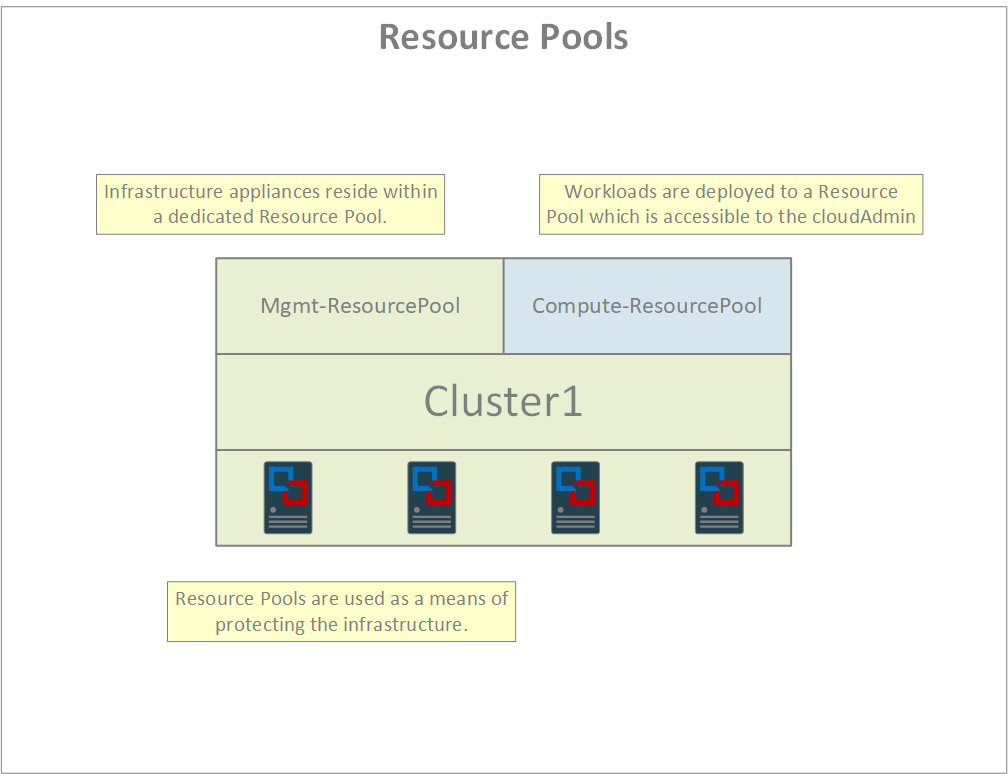 Resource Pools
Infrastructure appliances reside within
a dedicated Resource Pool.
Workloads are deployed to a Resource
Pool which is accessible to the cloudAdmin
Mgmt-ResourcePool
Compute-ResourcePool
Cluster1
Resource Pools are used as a means of
protecting the infrastructure.